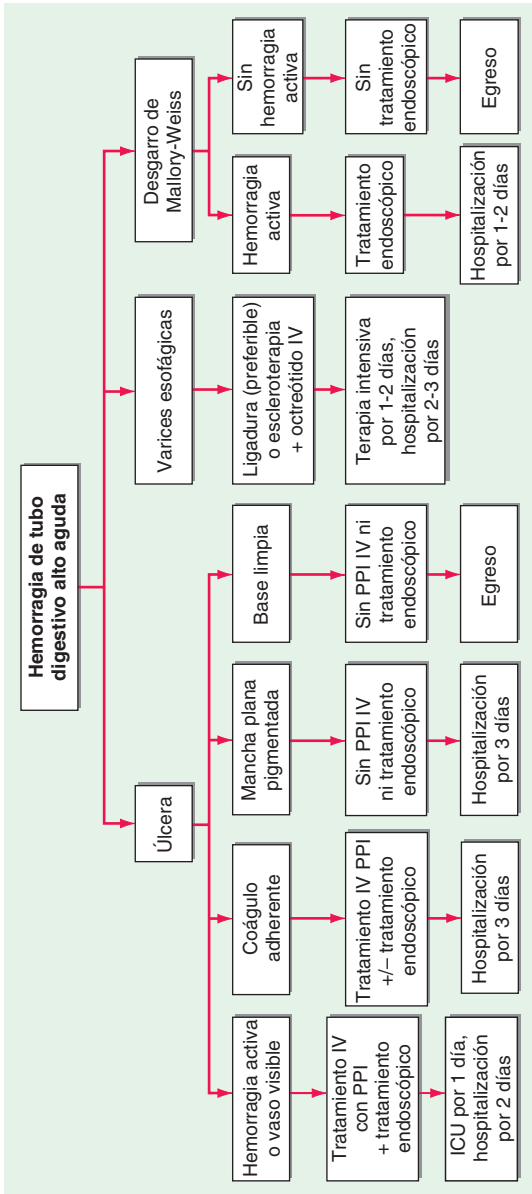 Hemorragia de tubo
digestivo alto aguda
Úlcera
Hemorragia activa
o vaso visible
Tratamiento IV
con PPI
+ tratamiento
endoscópico
ICU por 1 día,
hospitalización
por 2 días
Coágulo
adherente
Tratamiento IV PPI
+/– tratamiento
endoscópico
Hospitalización
por 3 días
Mancha plana
pigmentada
Sin PPI IV
ni tratamiento
endoscópico
Hospitalización
por 3 días
Base limpia
Sin PPI IV ni
tratamiento
endoscópico
Egreso
Varices esofágicas
Ligadura (preferible)
o escleroterapia
+ octreótido IV
Terapia intensiva
por 1-2 días,
hospitalización
por 2-3 días
Desgarro de
Mallory-Weiss
Hemorragia
activa
Tratamiento
endoscópico
Hospitalización
por 1-2 días
Sin
hemorragia
activa
Sin
tratamiento
endoscópico
Egreso